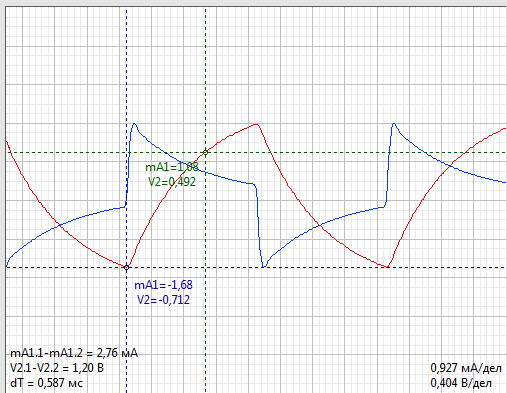 mA1=1,08
V2=0,492
mA1=-1,68
V2=-0,712
mA1.1-mA1.2 = 2,76 мА
V2.1-V2.2 = 1,20 В
dT = 0,587 мс
0,927 мА/дел
0,404 В/дел